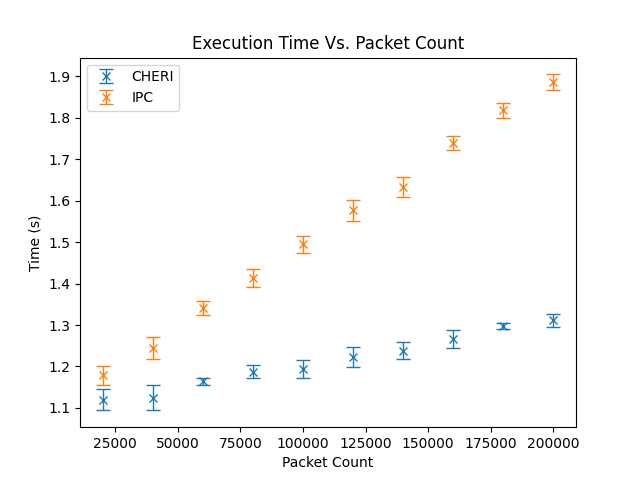 Execution Time Vs. Packet Count
CHERI
IPC
1.9
1.8
1.7
1.6
1.5
1.4
1.3
1.2
1.1
Time (s)
25000 50000 75000 100000 125000 150000 175000 200000
Packet Count